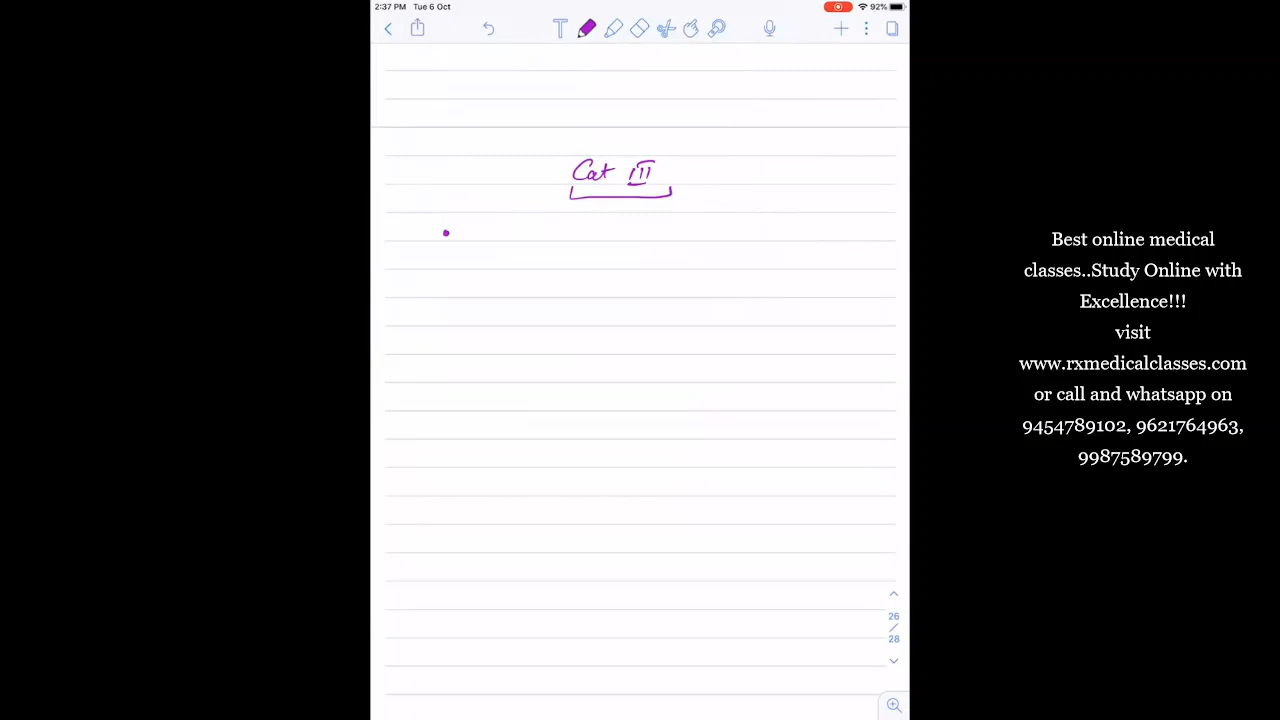 2:37 PM Tue 6 Oct
92%
T
Cat III
26
/
28
Best online medical
classes..Study Online with
Excellence!!!
visit
www.rxmedicalclasses.com
or call and whatsapp on
9454789102, 9621764963,
9987589799.